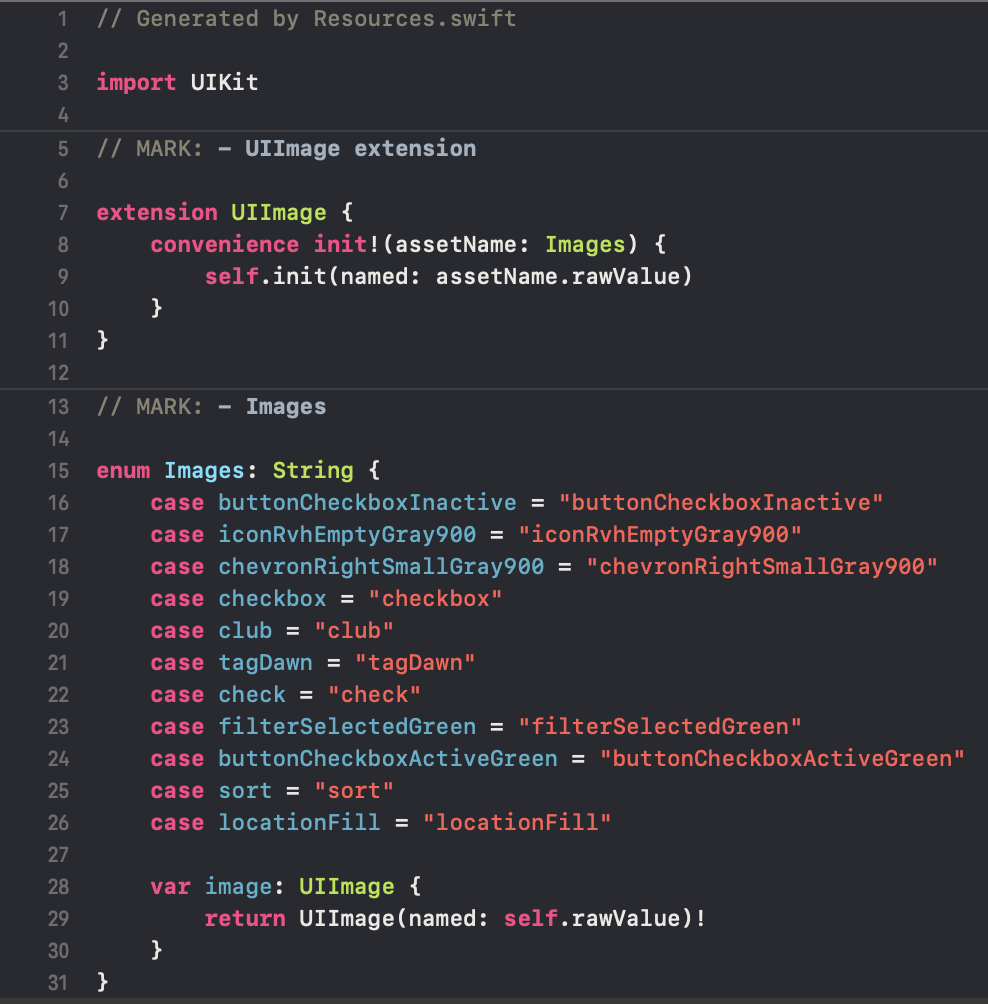 1 // Generated by Resources.swift
2
3 import UIKit
4
5 // MARK: - UIImage extension
6
7 extension UIImage {
8     convenience init!(assetName: Images) {
9         self.init(named: assetName.rawValue)
10     }
11 }
12
13 // MARK: - Images
14
15 enum Images: String {
16     case buttonCheckboxInactive = "buttonCheckboxInactive"
17     case iconRvhEmptyGray900 = "iconRvhEmptyGray900"
18     case chevronRightSmallGray900 = "chevronRightSmallGray900"
19     case checkbox = "checkbox"
20     case club = "club"
21     case tagDawn = "tagDawn"
22     case check = "check"
23     case filterSelectedGreen = "filterSelectedGreen"
24     case buttonCheckboxActiveGreen = "buttonCheckboxActiveGreen"
25     case sort = "sort"
26     case locationFill = "locationFill"
27
28     var image: UIImage {
29         return UIImage(named: self.rawValue)!
30     }
31 }